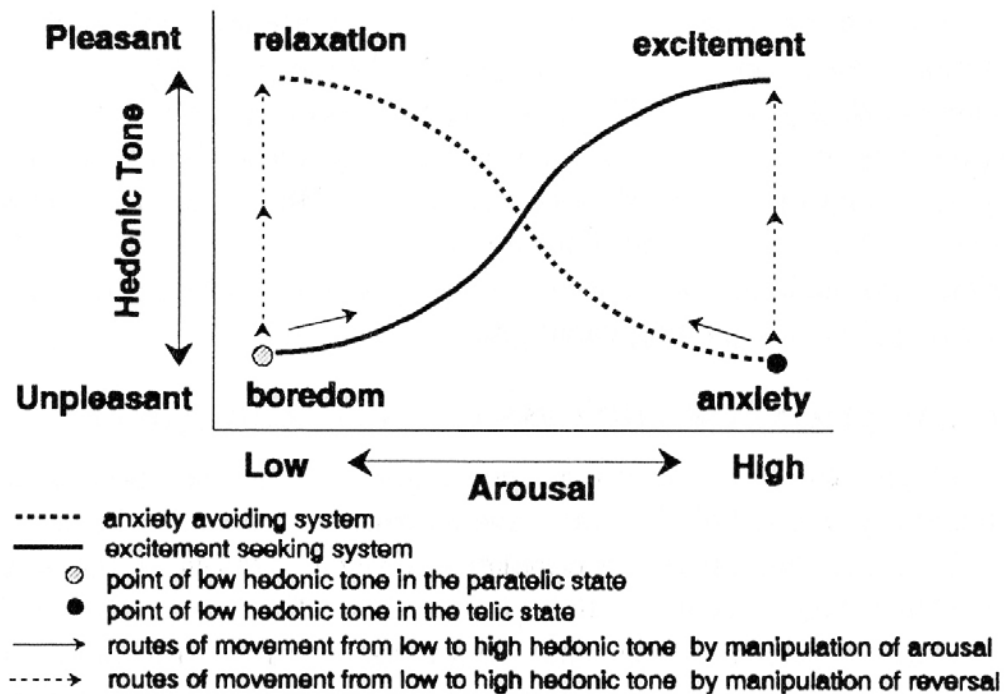 Pleasant
relaxation
excitement
Hedonic Tone
Unpleasant
boredom
anxiety
Low
High
Arousal
anxiety avoiding system
excitement seeking system
point of low hedonic tone in the paratelic state
point of low hedonic tone in the telic state
routes of movement from low to high hedonic tone by manipulation of arousal
routes of movement from low to high hedonic tone by manipulation of reversal